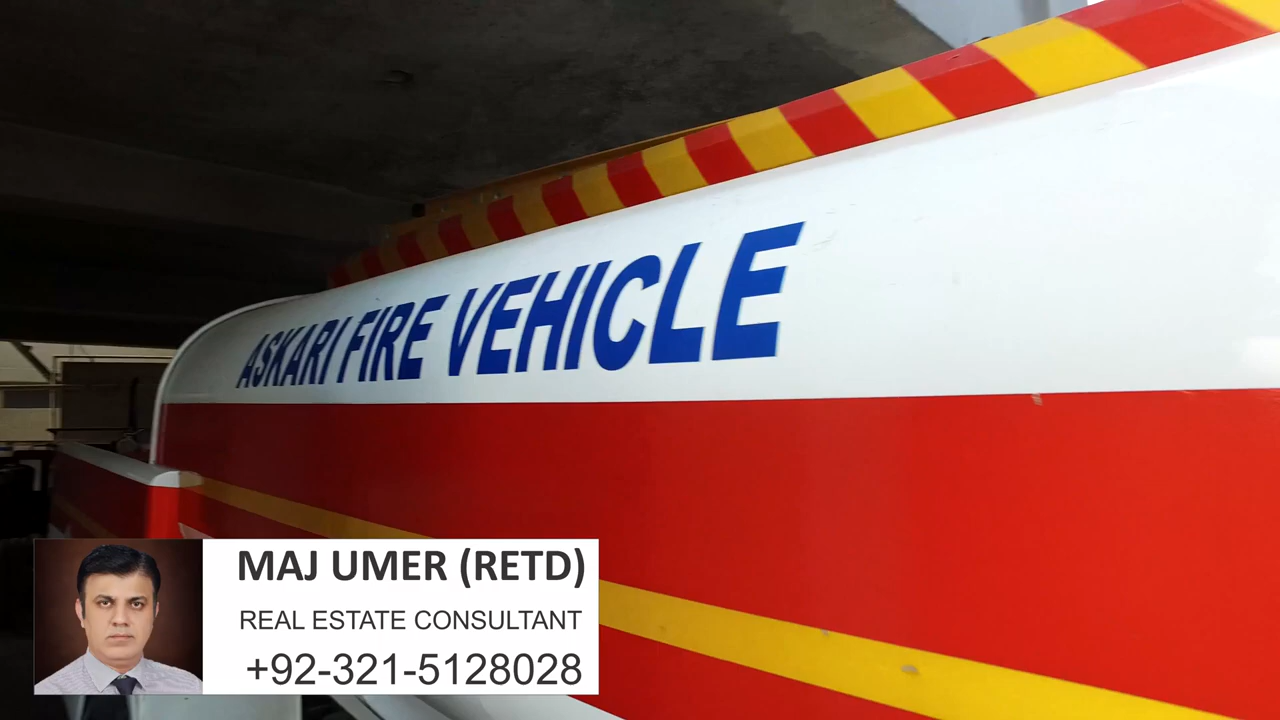 ASKARI FIRE VEHICLE
MAJ UMER (RETD)
REAL ESTATE CONSULTANT
+92-321-5128028